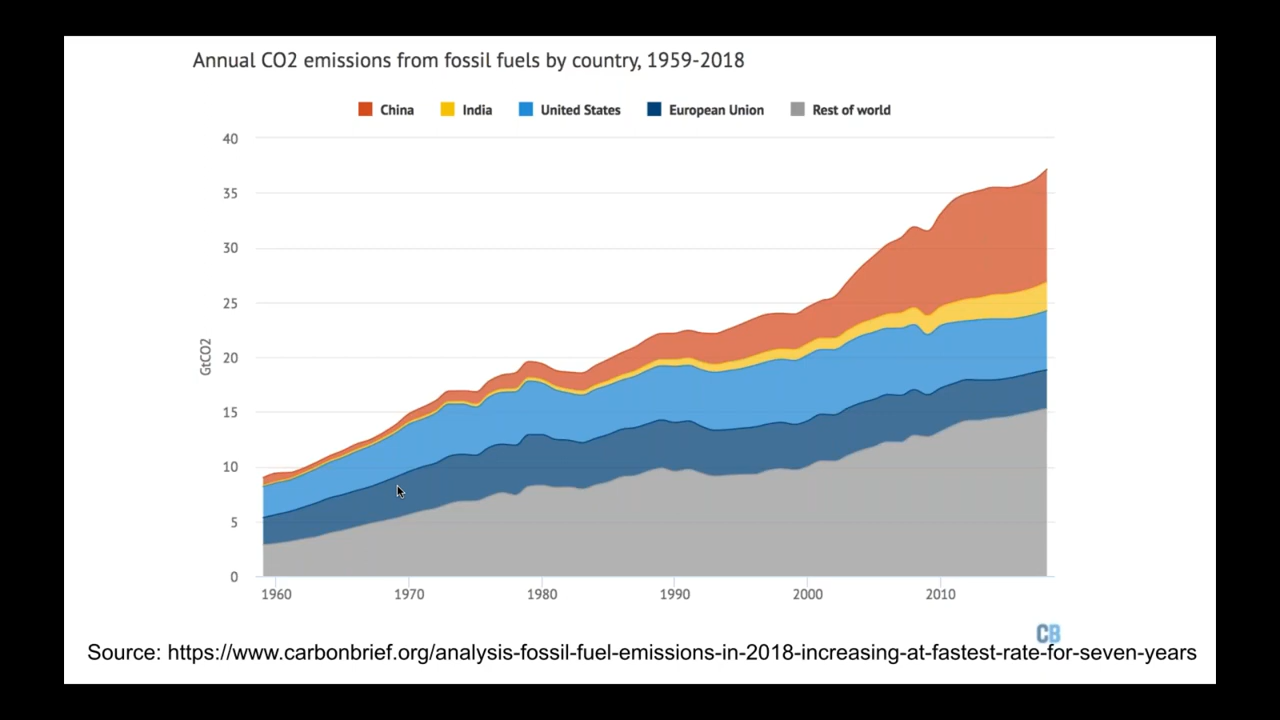 Annual CO2 emissions from fossil fuels by country, 1959-2018
China India United States European Union Rest of world
40
35
30
25
20
15
10
5
0
GtCO2
1960 1970 1980 1990 2000 2010
CB
Source: https://www.carbonbrief.org/analysis-fossil-fuel-emissions-in-2018-increasing-at-fastest-rate-for-seven-years